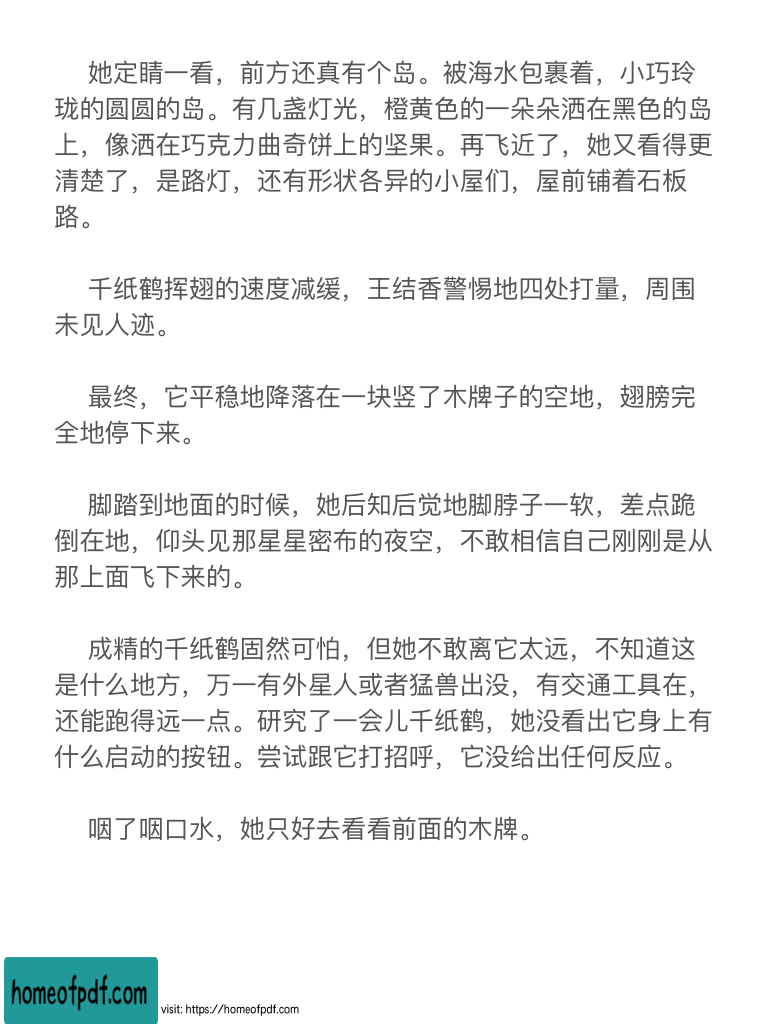 她定睛一看，前方还真有个岛。被海水包裹着，小巧玲
珑的圆圆的岛。有几盏灯光，橙黄色的一朵朵洒在黑色的岛
上，像洒在巧克力曲奇饼上的坚果。再飞近了，她又看得更
清楚了，是路灯，还有形状各异的小屋们，屋前铺着石板
路。
千纸鹤挥翅的速度减缓，王结香警惕地四处打量，周围
未见人迹。
最终，它平稳地降落在一块竖了木牌子的空地，翅膀完
全地停下来。
脚踏到地面的时候，她后知后觉地脚脖子一软，差点跪
倒在地，仰头见那星星密布的夜空，不敢相信自己刚刚是从
那上面飞下来的。
成精的千纸鹤固然可怕，但她不敢离它太远，不知道这
是什么地方，万一有外星人或者猛兽出没，有交通工具在，
还能跑得远一点。研究了一会儿千纸鹤，她没看出它身上有
什么启动的按钮。尝试跟它打招呼，它没给出任何反应。
咽了咽口水，她只好去看看前面的木牌。
homeofpdf.com
visit: https://homeofpdf.com